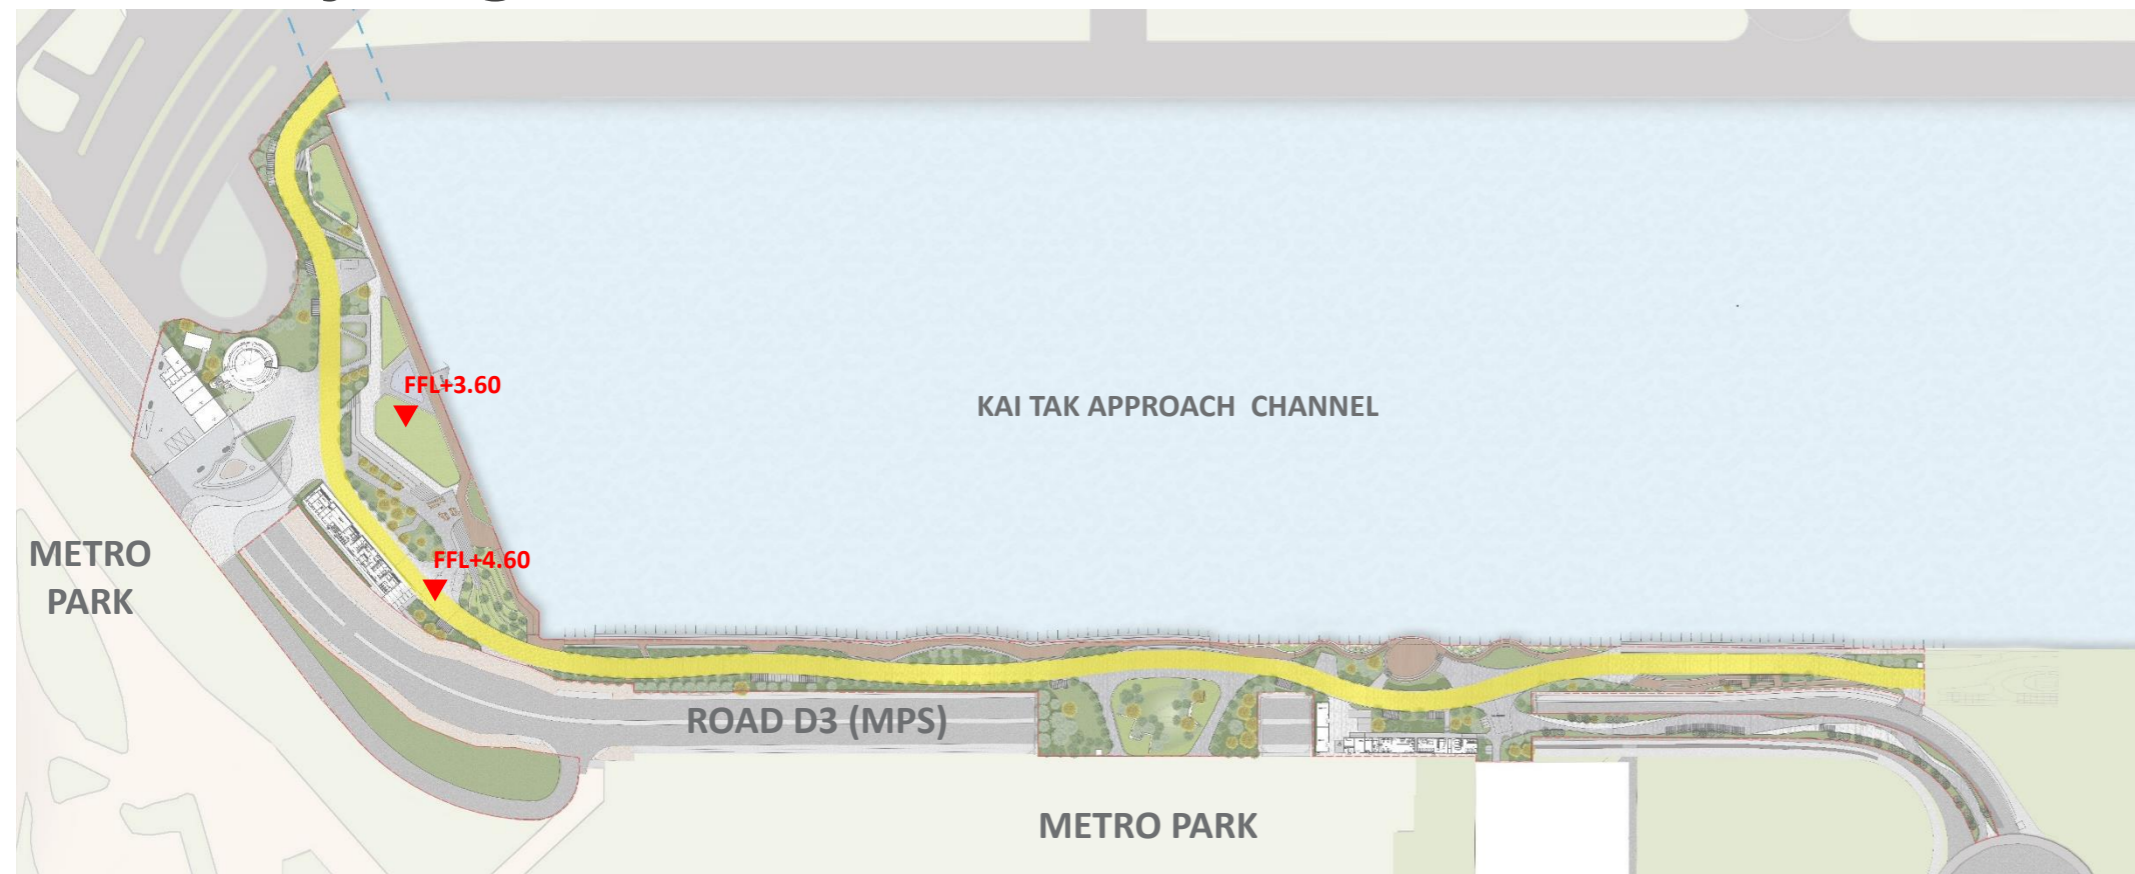 FFL+3.60
KAI TAK APPROACH CHANNEL
FFL+4.60
METRO
PARK
ROAD D3 (MPS)
METRO PARK